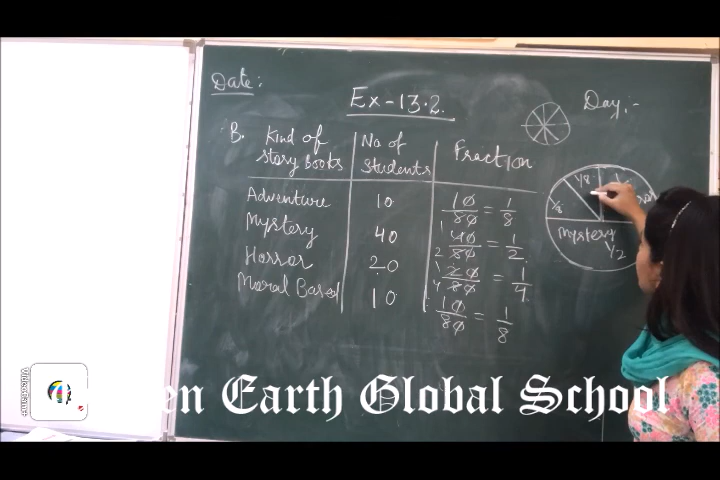 Date:
Ex-13.2.
Day:-
B. Kind of story books
No of Students
Fraction
Adventure 10 10/80 = 1/8
Mystery 40 40/80 = 1/2
Horror 20 20/80 = 1/4
Moral Based 10 10/80 = 1/8
1/8
1/8
Mystery
1/2
en Earth Global School